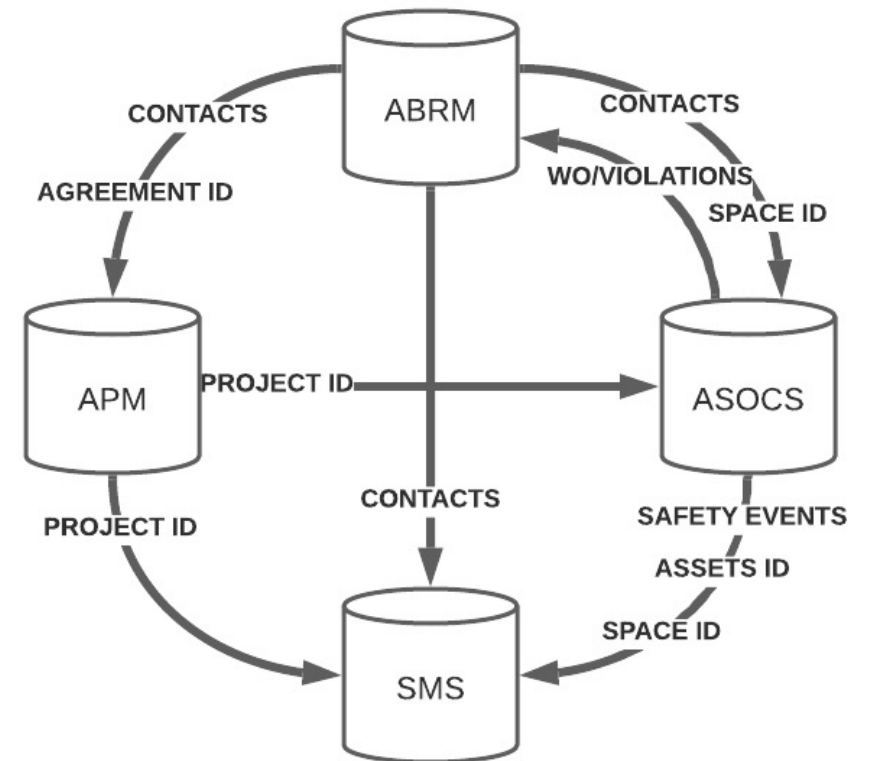 ABRM
CONTACTS
CONTACTS
WO/VIOLATIONS
AGREEMENT ID
SPACE ID
APM
PROJECT ID
ASOCS
CONTACTS
PROJECT ID
SAFETY EVENTS
ASSETS ID
SPACE ID
SMS